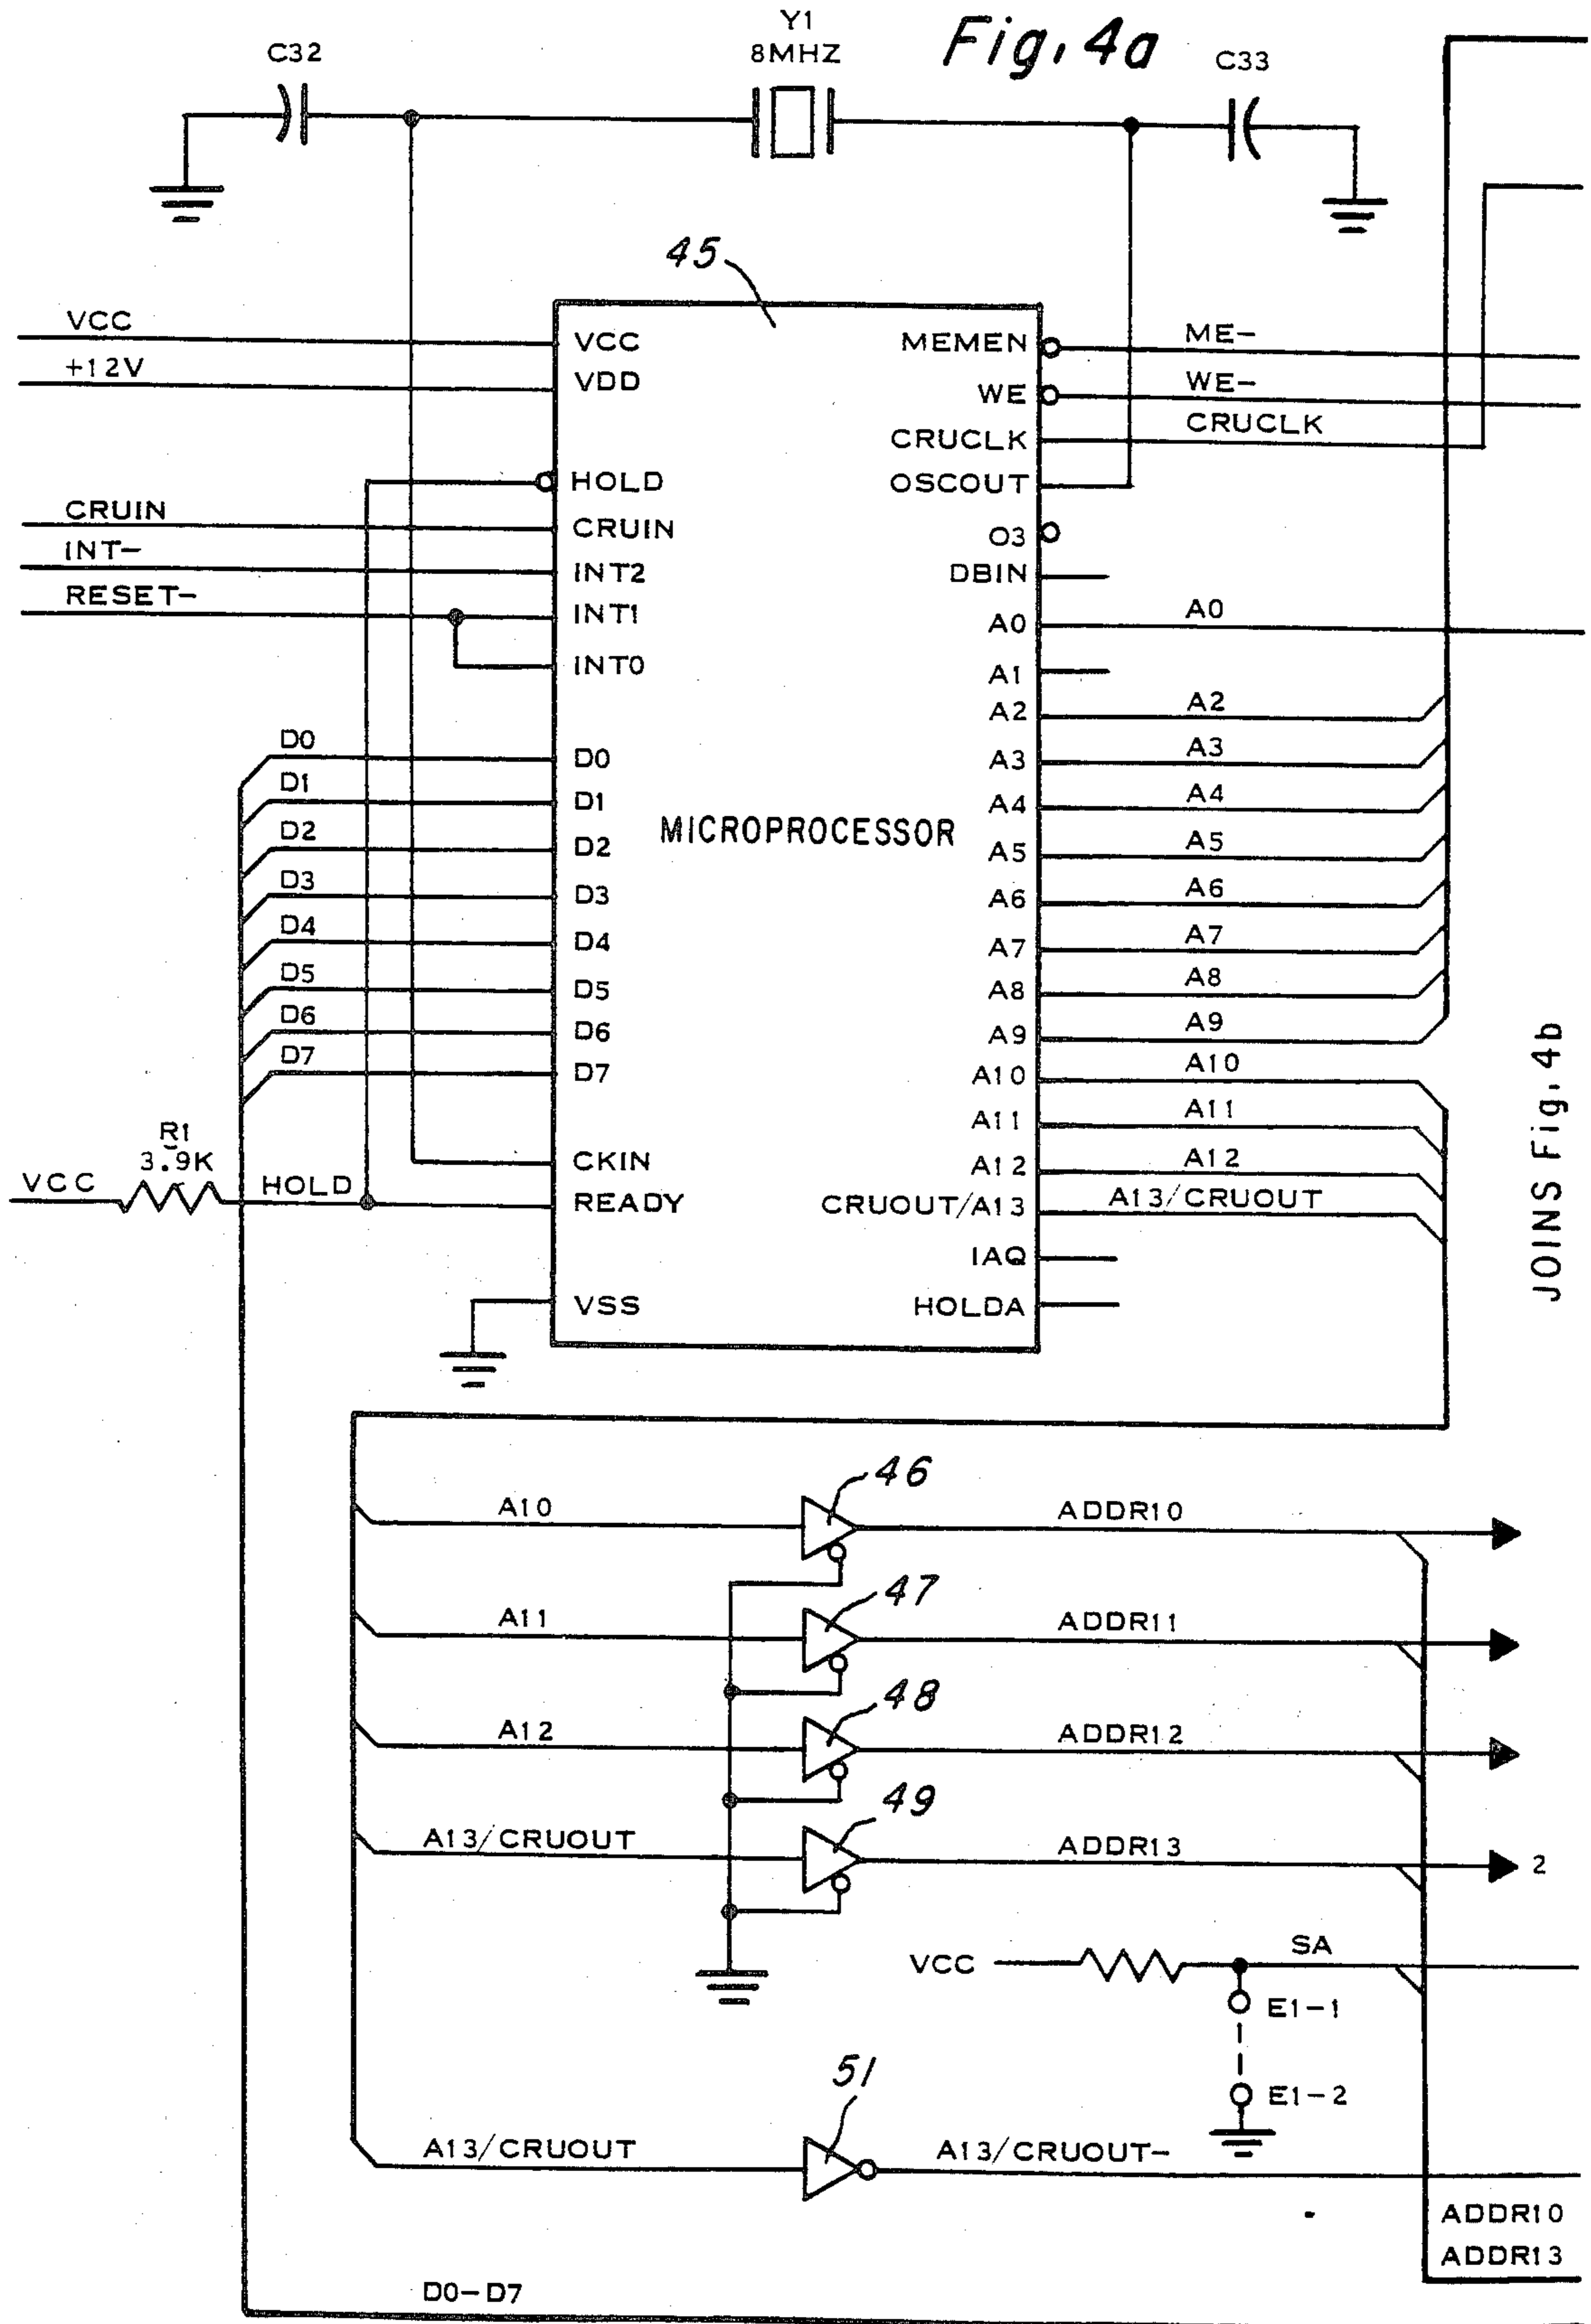 Fig. 4a
C32
Y1
8MHZ
C33
45
VCC
+12V
CRUIN
INT-
RESET-
D0
D1
D2
D3
D4
D5
D6
D7
R1
3.9K
VCC
HOLD
VCC
VDD
HOLD
CRUIN
INT2
INT1
INT0
D0
D1
D2
D3
D4
D5
D6
D7
CKIN
READY
VSS
MICROPROCESSOR
MEMEN
WE
CRUCLK
OSCOUT
O3
DBIN
A0
A1
A2
A3
A4
A5
A6
A7
A8
A9
A10
A11
A12
CRUOUT/A13
IAQ
HOLDA
ME-
WE-
CRUCLK
A0
A2
A3
A4
A5
A6
A7
A8
A9
A10
A11
A12
A13/CRUOUT
JOINS Fig. 4b
A10
46
ADDR10
A11
47
ADDR11
A12
48
ADDR12
A13/CRUOUT
49
ADDR13
2
VCC
SA
E1-1
E1-2
A13/CRUOUT
51
A13/CRUOUT-
ADDR10
ADDR13
D0-D7